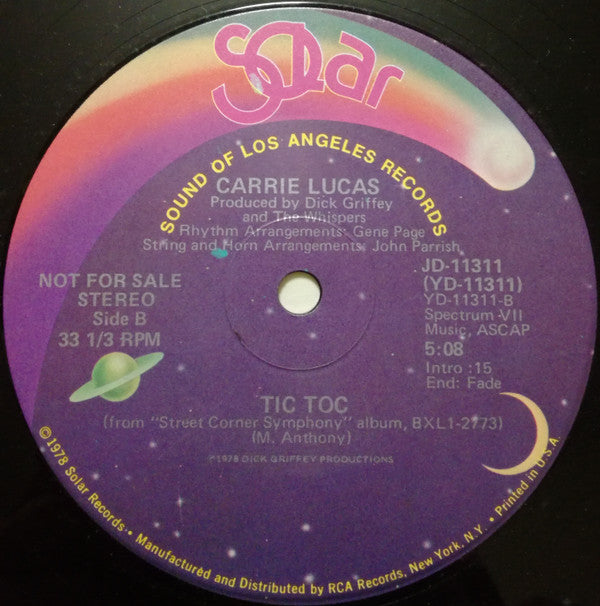 Solar
SOUND OF LOS ANGELES RECORDS
CARRIE LUCAS
Produced by Dick Griffey
and The Whispers
Rhythm Arrangements: Gene Page
String and Horn Arrangements: John Parrish
NOT FOR SALE
STEREO
Side B
33 1/3 RPM
JD-11311
(YD-11311)
YD-11311-B
Spectrum-VII
Music, ASCAP
5:08
Intro :15
End: Fade
TIC TOC
(from "Street Corner Symphony" album, BXL1-2773)
(M. Anthony)
℗1978 DICK GRIFFEY PRODUCTIONS
©1978 Solar Records • Manufactured and Distributed by RCA Records, New York, N.Y. • Printed in U.S.A.